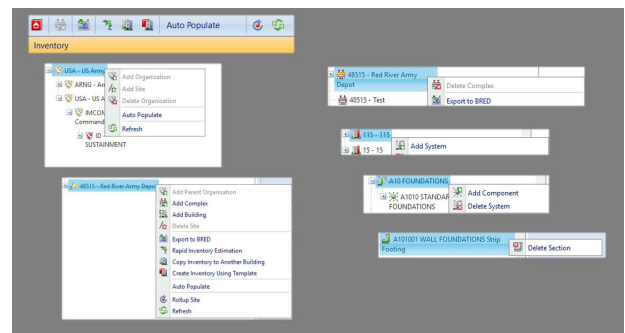 Auto Populate
Inventory
USA - US Army
Add Organization
ARNG - Ar
Add Site
USA - US A
Delete Organization
IMCOM
Auto Populate
Command
ID
Refresh
SUSTAINMENT
48515 - Red River Army Depo
Add Parent Organization
Add Complex
Add Building
Delete Site
Export to BRED
Rapid Inventory Estimation
Copy Inventory to Another Building
Create Inventory Using Template
Auto Populate
Rollup Site
Refresh
48515 - Red River Army
Depot
Delete Complex
48515 - Test
Export to BRED
115 - 115
15 - 15
Add System
A10 FOUNDATIONS
Add Component
A1010 STANDAR
FOUNDATIONS
Delete System
A101001 WALL FOUNDATIONS Strip
Footing
Delete Section